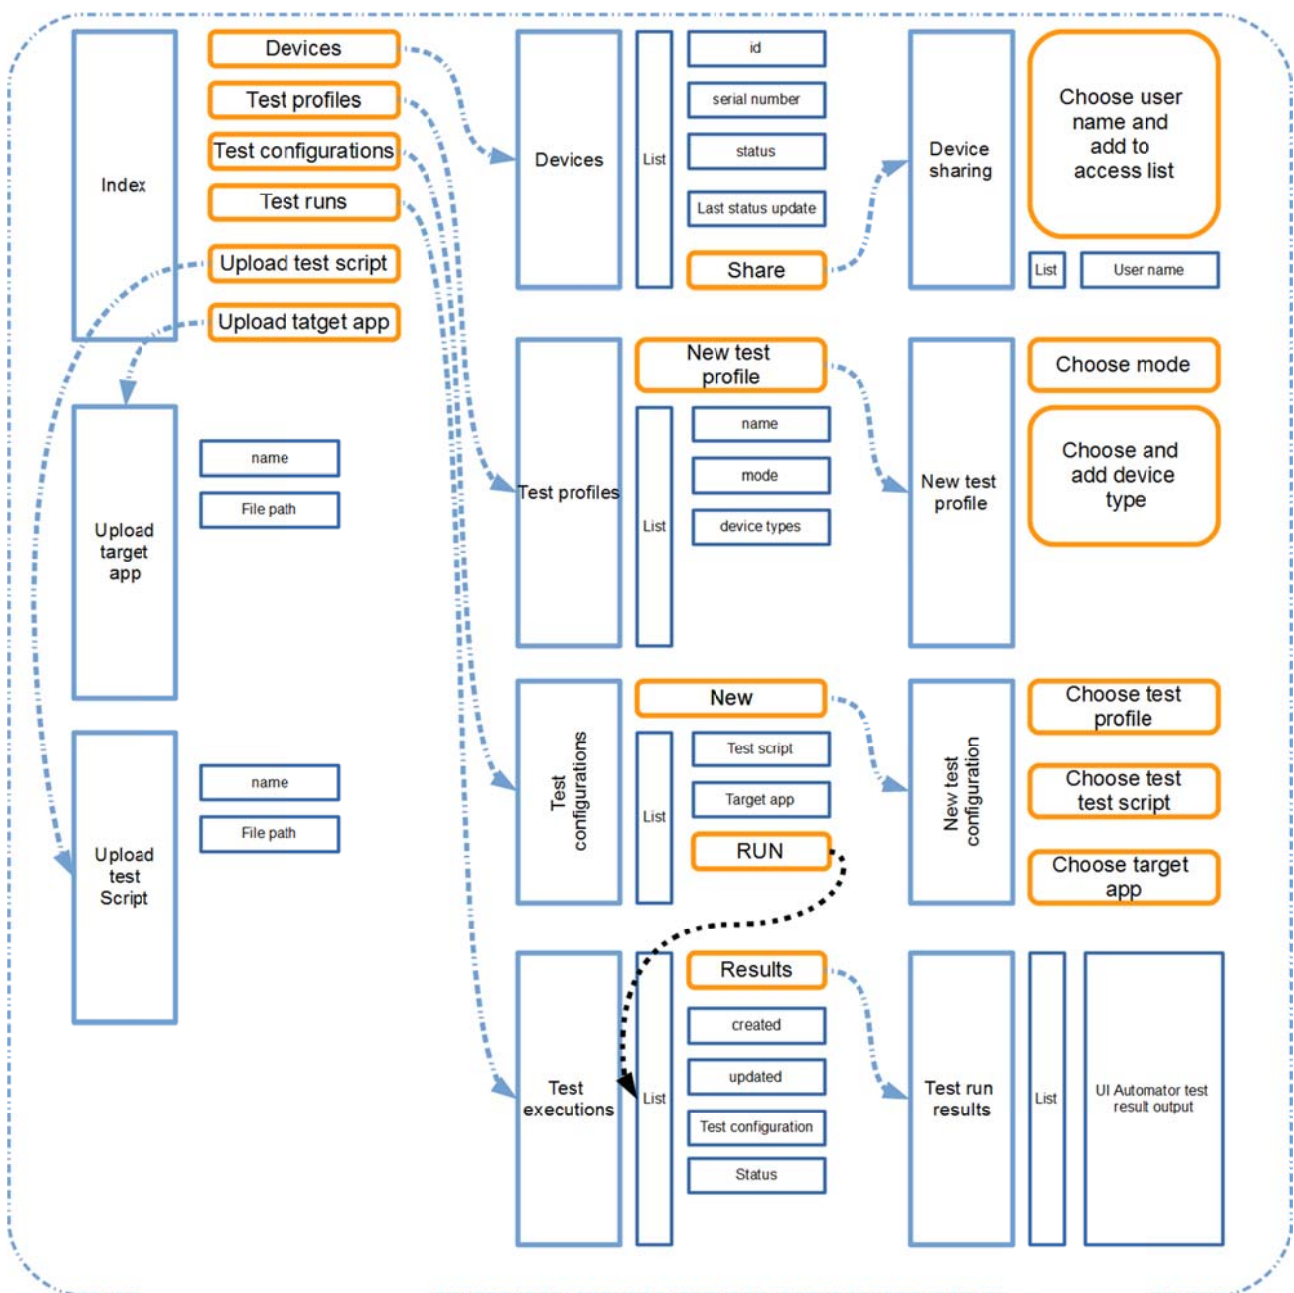 Index
Devices
Test profiles
Test configurations
Test runs
Upload test script
Upload tatget app
Upload
target
app
name
File path
Upload
test
Script
name
File path
Devices
List
id
serial number
status
Last status update
Share
Device
sharing
Choose user
name and
add to
access list
List
User name
Test profiles
New test
profile
List
name
mode
device types
New test
profile
Choose mode
Choose and
add device
type
Test
configurations
New
List
Test script
Target app
RUN
New test
configuration
Choose test
profile
Choose test
test script
Choose target
app
Test
executions
List
Results
created
updated
Test configuration
Status
Test run
results
List
UI Automator test
result output